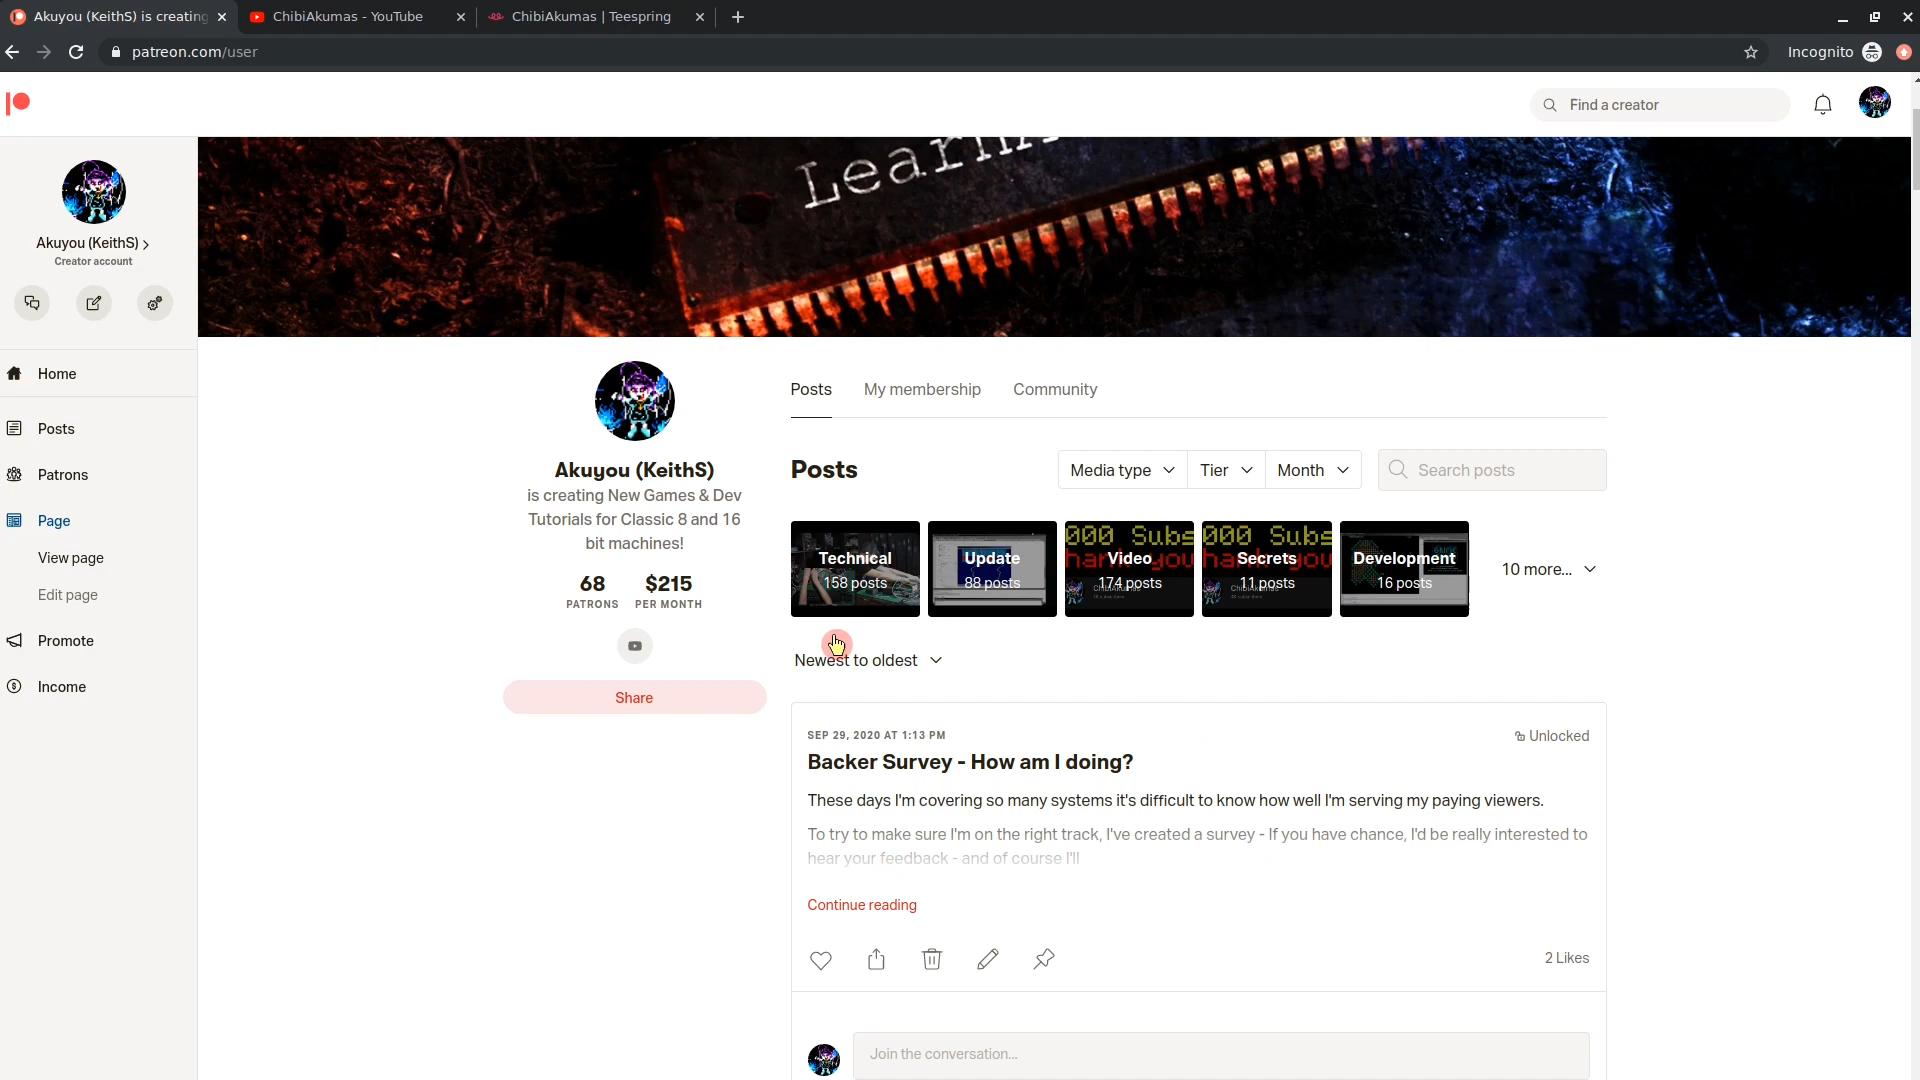 Akuyou (KeithS) is creating
ChibiAkumas - YouTube
ChibiAkumas | Teespring
patreon.com/user
Incognito
Find a creator
Learni
Akuyou (KeithS)
Creator account
Home
Posts
Patrons
Page
View page
Edit page
Promote
Income
Akuyou (KeithS)
is creating New Games & Dev
Tutorials for Classic 8 and 16
bit machines!
68 $215
PATRONS PER MONTH
Share
Posts My membership Community
Posts
Media type Tier Month Search posts
000 Subs 000 Subs
Technical Update Video Secrets Development
158 posts 88 posts 174 posts 11 posts 16 posts
10 more...
Newest to oldest
SEP 29, 2020 AT 1:13 PM
Unlocked
Backer Survey - How am I doing?
These days I'm covering so many systems it's difficult to know how well I'm serving my paying viewers.
To try to make sure I'm on the right track, I've created a survey - If you have chance, I'd be really interested to
hear your feedback - and of course I'll
Continue reading
2 Likes
Join the conversation...